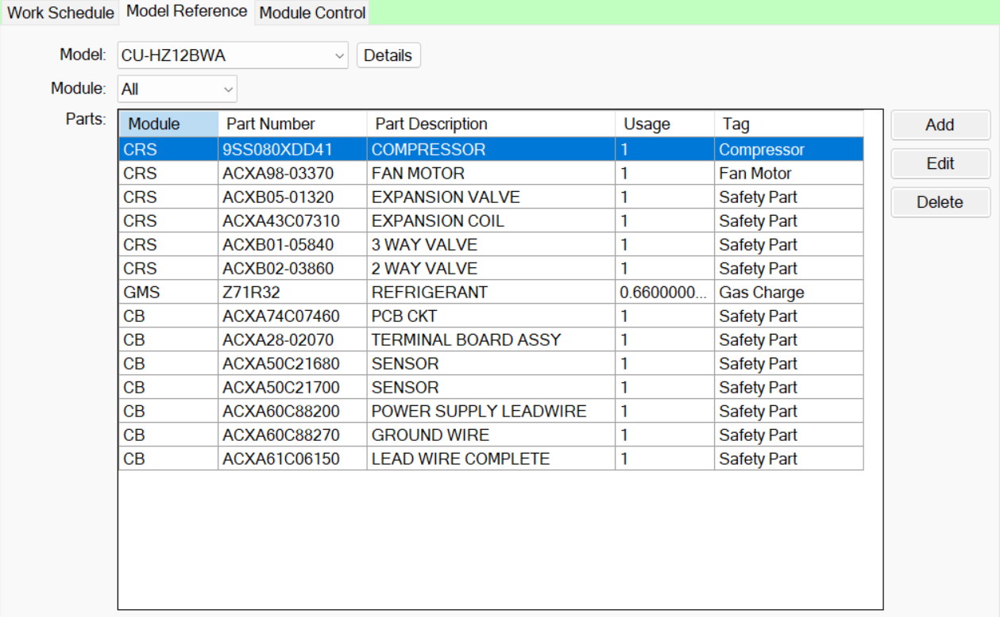 Work Schedule Model Reference Module Control
Model: CU-HZ12BWA Details
Module: All
Parts:
Module Part Number Part Description Usage Tag Add
CRS 9SS080XDD41 COMPRESSOR 1 Compressor
CRS ACXA98-03370 FAN MOTOR 1 Fan Motor Edit
CRS ACXB05-01320 EXPANSION VALVE 1 Safety Part Delete
CRS ACXA43C07310 EXPANSION COIL 1 Safety Part
CRS ACXB01-05840 3 WAY VALVE 1 Safety Part
CRS ACXB02-03860 2 WAY VALVE 1 Safety Part
GMS Z71R32 REFRIGERANT 0.6600000... Gas Charge
CB ACXA74C07460 PCB CKT 1 Safety Part
CB ACXA28-02070 TERMINAL BOARD ASSY 1 Safety Part
CB ACXA50C21680 SENSOR 1 Safety Part
CB ACXA50C21700 SENSOR 1 Safety Part
CB ACXA60C88200 POWER SUPPLY LEADWIRE 1 Safety Part
CB ACXA60C88270 GROUND WIRE 1 Safety Part
CB ACXA61C06150 LEAD WIRE COMPLETE 1 Safety Part